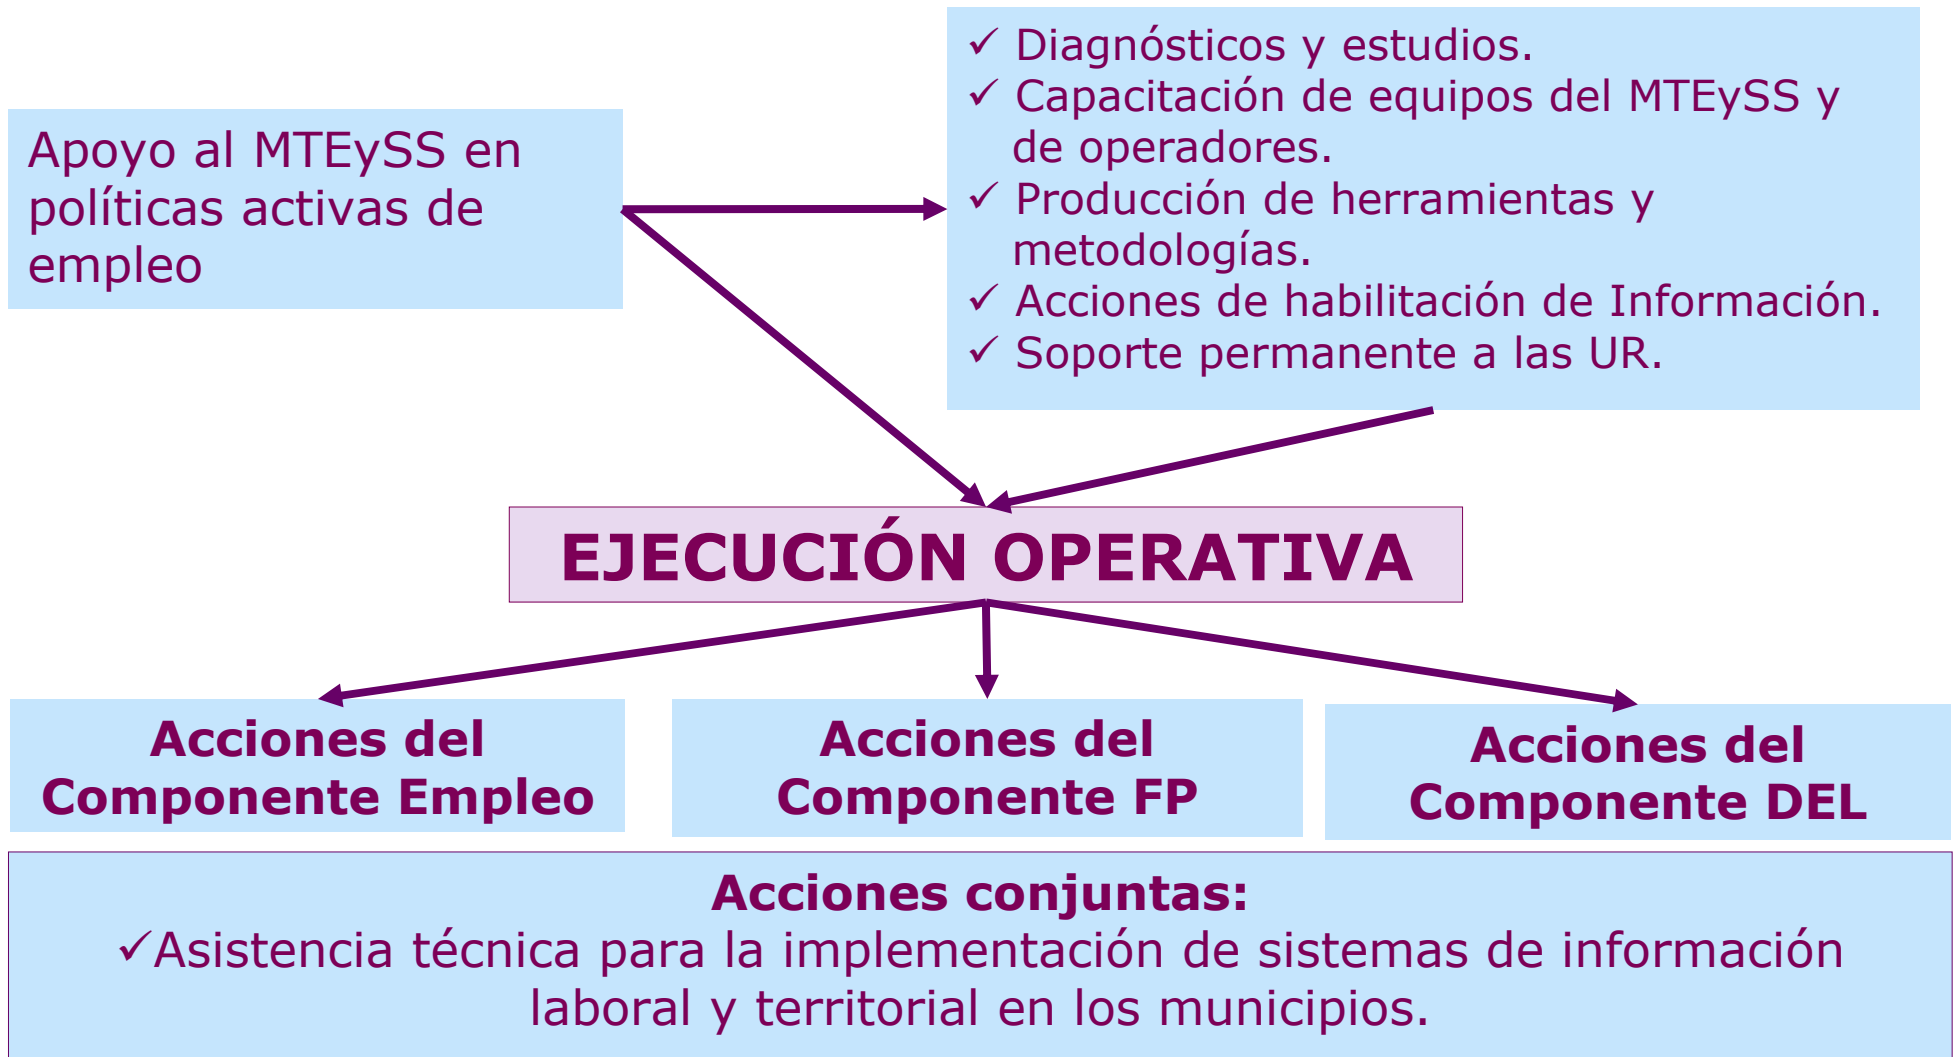 Apoyo al MTEySS en
políticas activas de
empleo
✓ Diagnósticos y estudios.
✓ Capacitación de equipos del MTEySS y
de operadores.
✓ Producción de herramientas y
metodologías.
✓ Acciones de habilitación de Información.
✓ Soporte permanente a las UR.
EJECUCIÓN OPERATIVA
Acciones del
Componente Empleo
Acciones del
Componente FP
Acciones del
Componente DEL
Acciones conjuntas:
✓Asistencia técnica para la implementación de sistemas de información
laboral y territorial en los municipios.